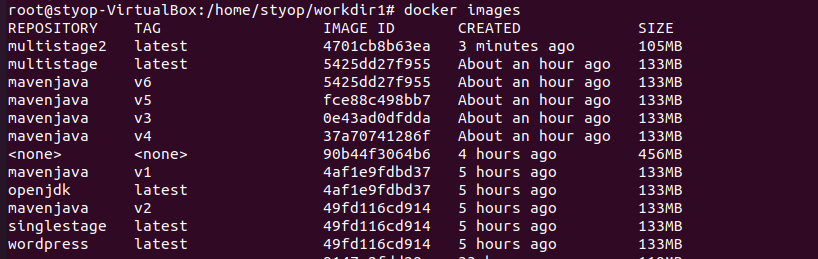 root@styop-VirtualBox:/home/styop/workdir1# docker images
REPOSITORY TAG IMAGE ID CREATED SIZE
multistage2 latest 4701cb8b63ea 3 minutes ago 105MB
multistage latest 5425dd27f955 About an hour ago 133MB
mavenjava v6 5425dd27f955 About an hour ago 133MB
mavenjava v5 fce88c498bb7 About an hour ago 133MB
mavenjava v3 0e43ad0dfdda About an hour ago 133MB
mavenjava v4 37a70741286f About an hour ago 133MB
<none> <none> 90b44f3064b6 4 hours ago 456MB
mavenjava v1 4af1e9fdbd37 5 hours ago 133MB
openjdk latest 4af1e9fdbd37 5 hours ago 133MB
mavenjava v2 49fd116cd914 5 hours ago 133MB
singlestage latest 49fd116cd914 5 hours ago 133MB
wordpress latest 49fd116cd914 5 hours ago 133MB